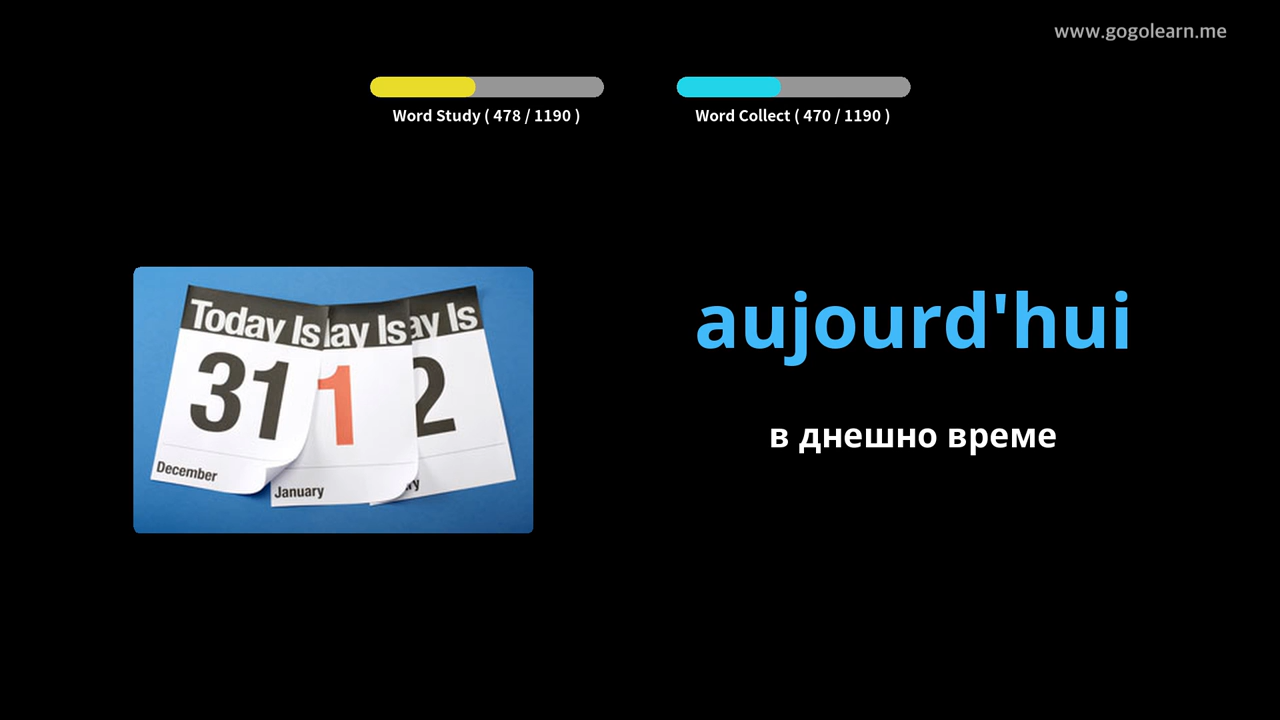 www.gogolearn.me
Word Study ( 478 / 1190 )
Word Collect ( 470 / 1190 )
Today Is
31
December
ay Is
1
January
ay Is
2
ry
aujourd'hui
в днешно време